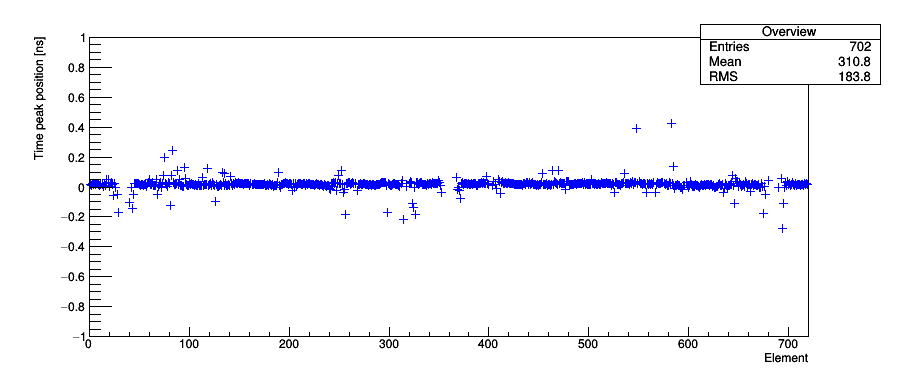 Overview
Entries 702
Mean 310.8
RMS 183.8
Time peak position [ns]
1
0.8
0.6
0.4
0.2
0
−0.2
−0.4
−0.6
−0.8
−1
0 100 200 300 400 500 600 700
Element